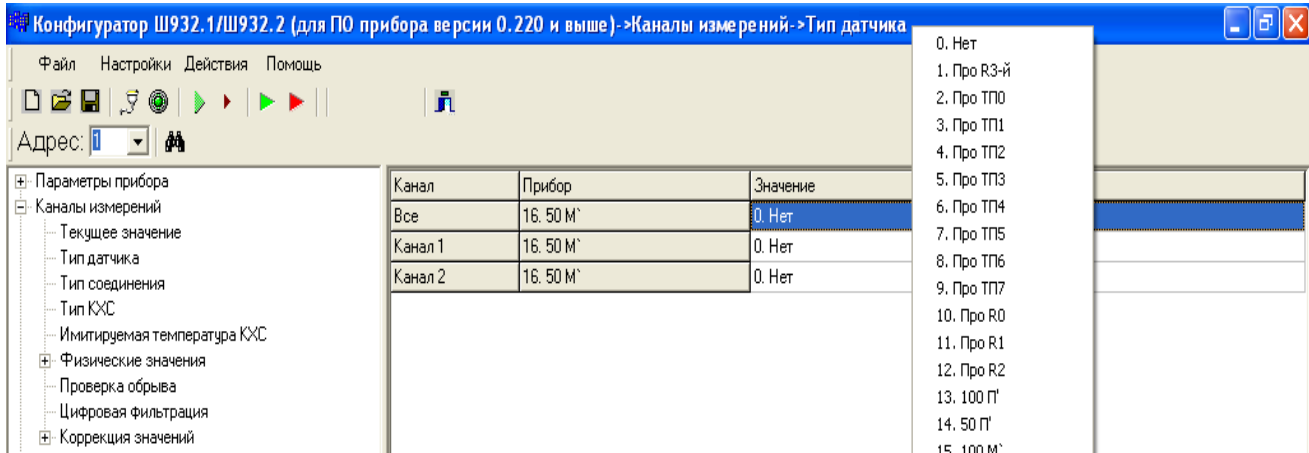 Конфигуратор Ш932.1/Ш932.2 (для ПО прибора версии 0.220 и выше)->Каналы измерений->Тип датчика
Файл Настройки Действия Помощь
Адрес: 1
Параметры прибора
Каналы измерений
Текущее значение
Тип датчика
Тип соединения
Тип КХС
Имитируемая температура КХС
Физические значения
Проверка обрыва
Цифровая фильтрация
Коррекция значений
Канал Прибор Значение
Все 16. 50 М` 0. Нет
Канал 1 16. 50 М` 0. Нет
Канал 2 16. 50 М` 0. Нет
0. Нет
1. Про R3-й
2. Про ТП0
3. Про ТП1
4. Про ТП2
5. Про ТП3
6. Про ТП4
7. Про ТП5
8. Про ТП6
9. Про ТП7
10. Про R0
11. Про R1
12. Про R2
13. 100 П'
14. 50 П'
15. 100 М`